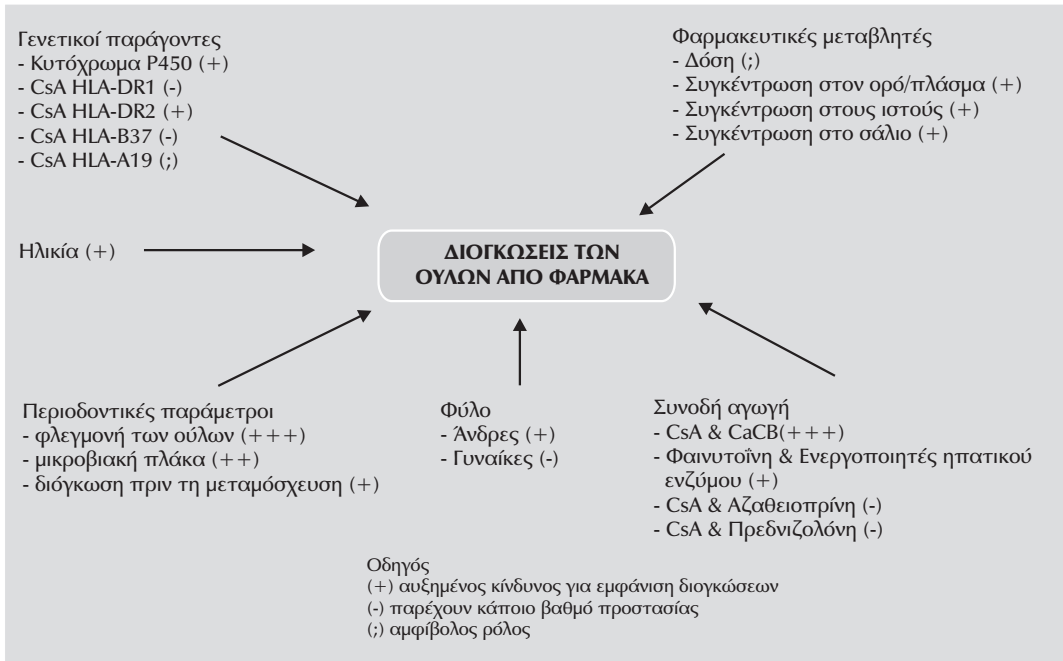 Γενετικοί παράγοντες
- Κυτόχρωμα P450 (+)
- CsA HLA-DR1 (-)
- CsA HLA-DR2 (+)
- CsA HLA-B37 (-)
- CsA HLA-A19 (;)
Φαρμακευτικές μεταβλητές
- Δόση (;)
- Συγκέντρωση στον ορό/πλάσμα (+)
- Συγκέντρωση στους ιστούς (+)
- Συγκέντρωση στο σάλιο (+)
Ηλικία (+)
ΔΙΟΓΚΩΣΕΙΣ ΤΩΝ
ΟΥΛΩΝ ΑΠΟ ΦΑΡΜΑΚΑ
Περιοδοντικές παράμετροι
- φλεγμονή των ούλων (+++)
- μικροβιακή πλάκα (++)
- διόγκωση πριν τη μεταμόσχευση (+)
Φύλο
- Άνδρες (+)
- Γυναίκες (-)
Συνοδή αγωγή
- CsA & CaCB(+++)
- Φαινυτοΐνη & Ενεργοποιητές ηπατικού
ενζύμου (+)
- CsA & Αζαθειοπρίνη (-)
- CsA & Πρεδνιζολόνη (-)
Οδηγός
(+) αυξημένος κίνδυνος για εμφάνιση διογκώσεων
(-) παρέχουν κάποιο βαθμό προστασίας
(;) αμφίβολος ρόλος